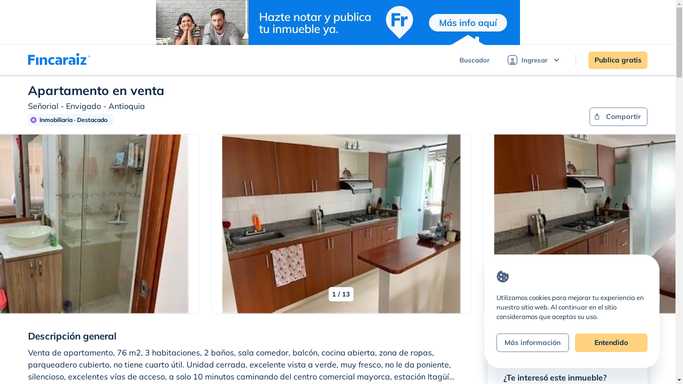 Hazte notar y publica
tu inmueble ya.
Fr
Más info aquí
Fincaraiz
Buscador
Ingresar
Publica gratis
Apartamento en venta
Señorial - Envigado - Antioquia
Inmobiliaria · Destacado
Compartir
1 / 13
Utilizamos cookies para mejorar tu experiencia en
nuestro sitio web. Al continuar en el sitio
consideramos que aceptas su uso.
Más información
Entendido
Descripción general
Venta de apartamento, 76 m2, 3 habitaciones, 2 baños, sala comedor, balcón, cocina abierta, zona de ropas,
parqueadero cubierto, no tiene cuarto útil. Unidad cerrada, excelente vista a verde, muy fresco, no le da poniente,
silencioso, excelentes vías de acceso, a solo 10 minutos caminando del centro comercial mayorca, estación Itagüí...
¿Te interesó este inmueble?